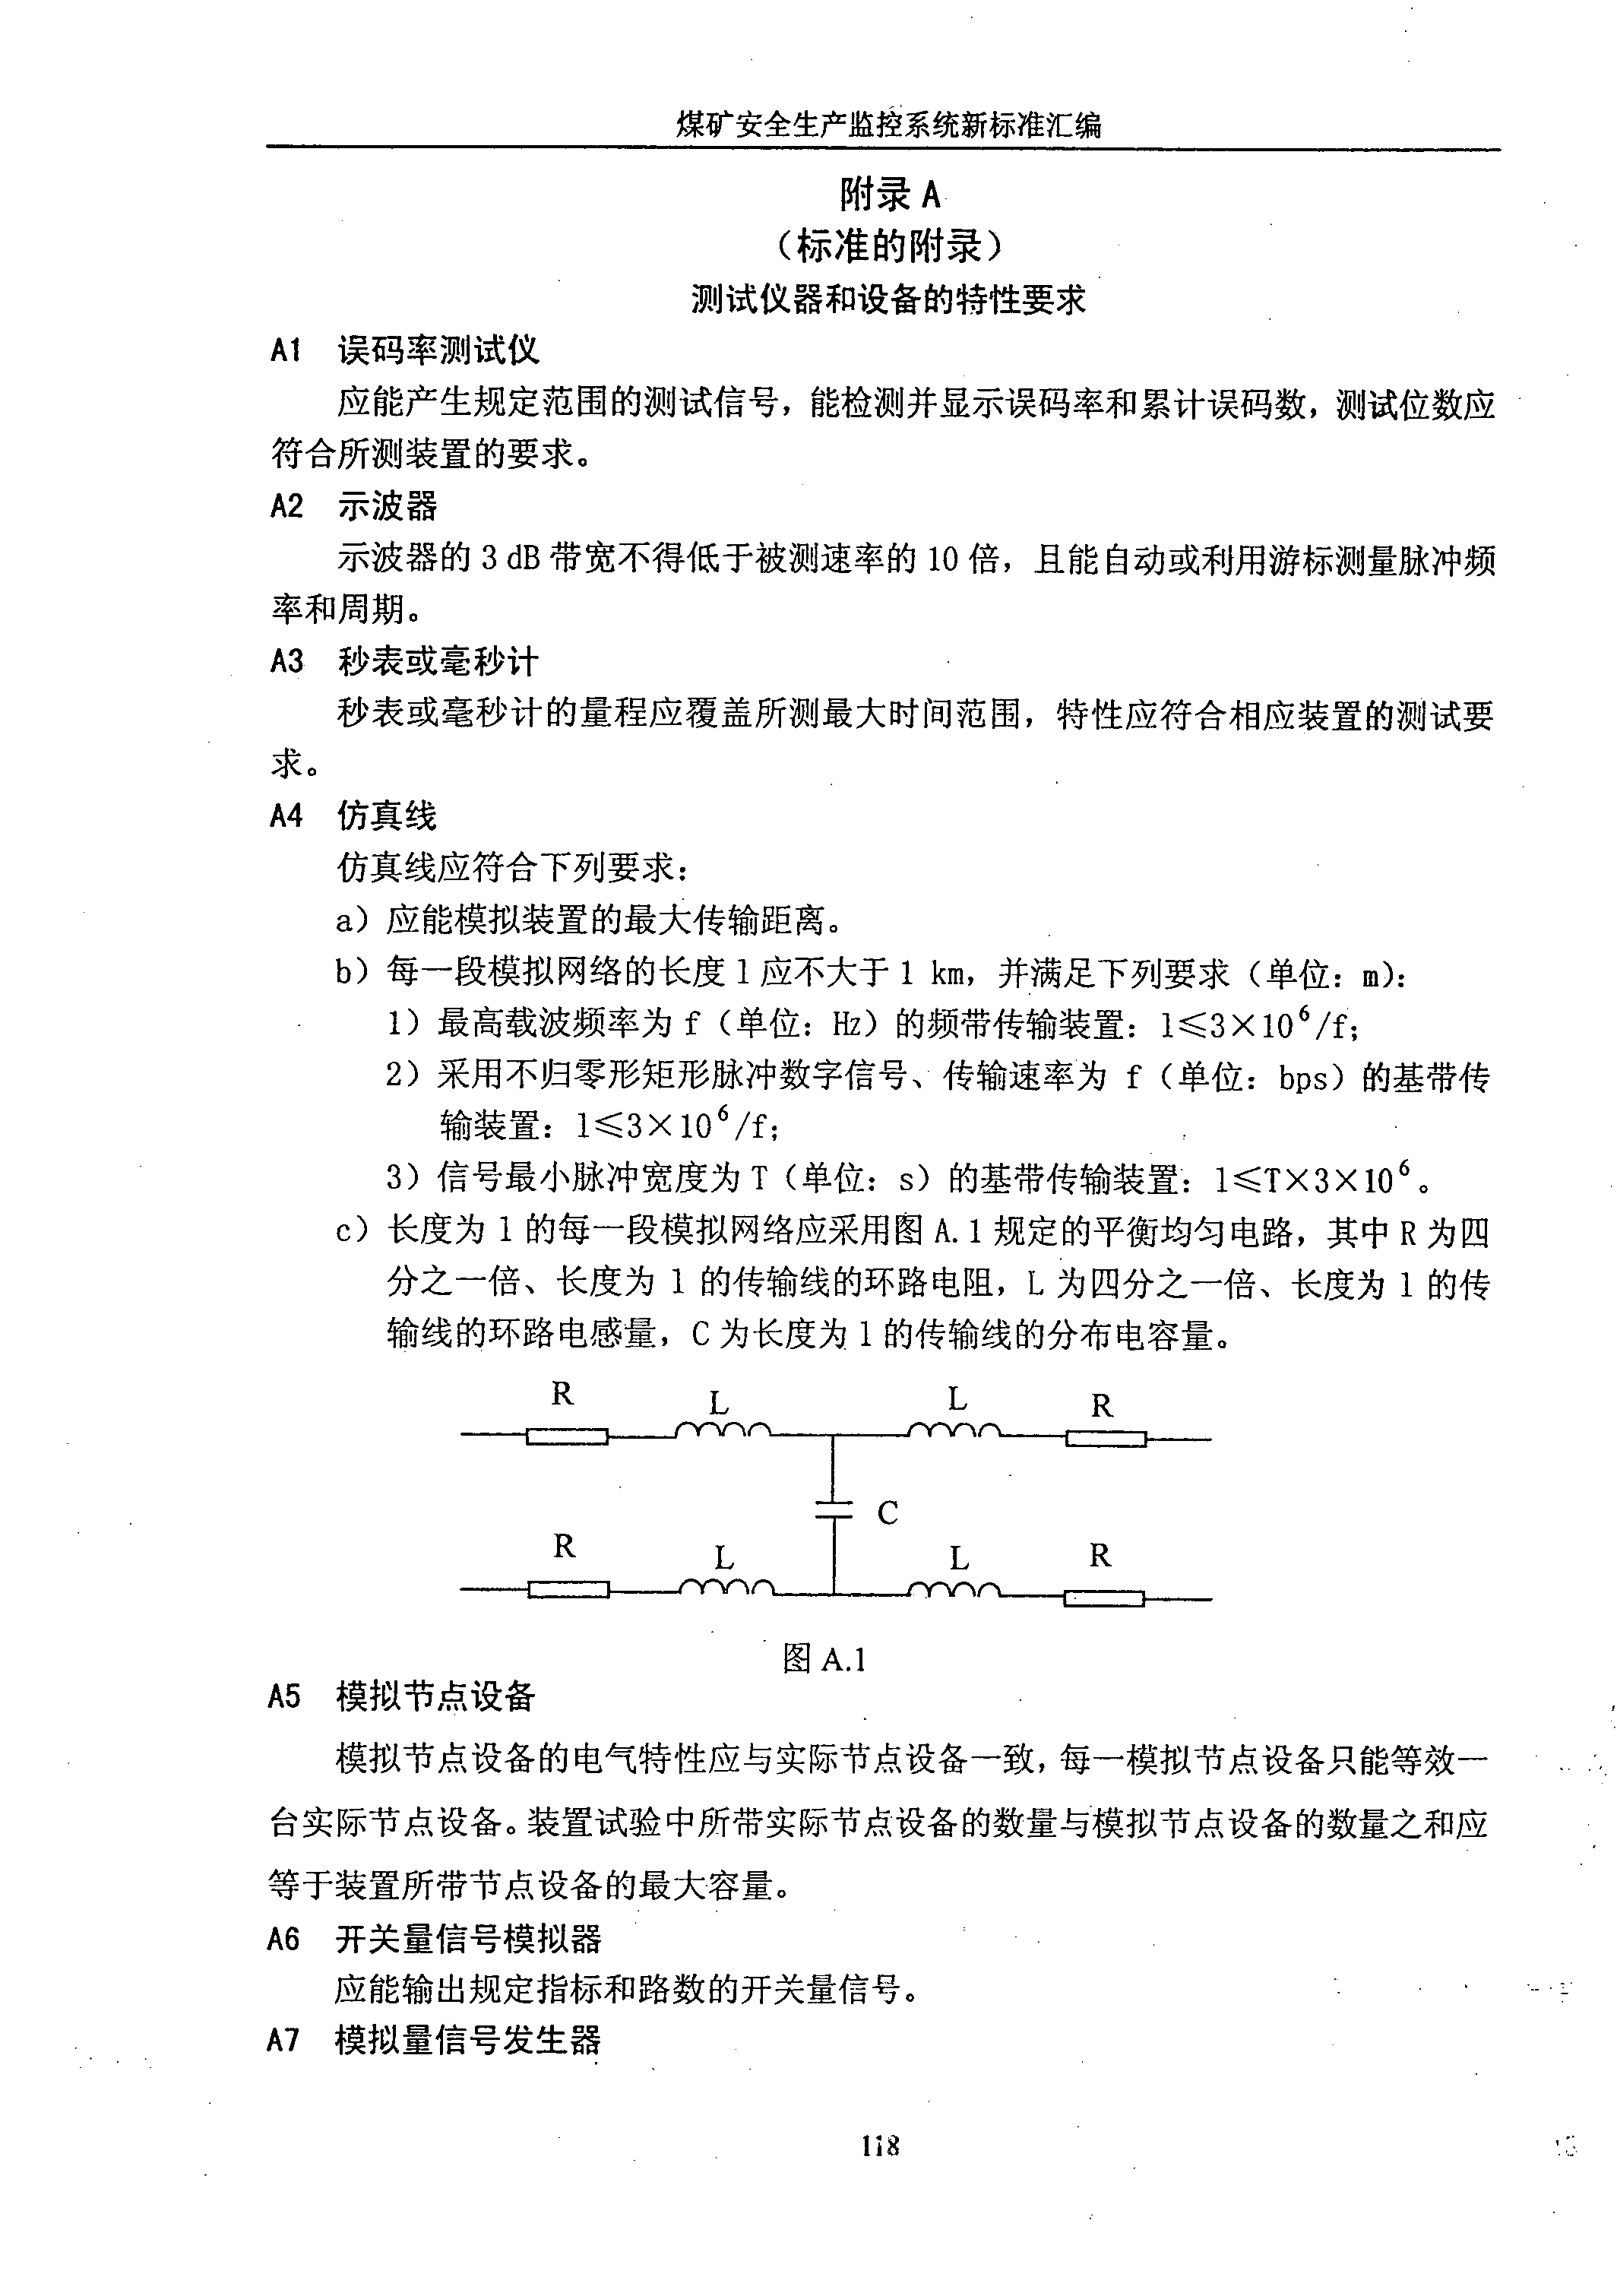 煤矿安全生产监控系统新标准汇编
附录 A
（标准的附录）
测试仪器和设备的特性要求
A1 误码率测试仪
应能产生规定范围的测试信号，能检测并显示误码率和累计误码数，测试位数应
符合所测装置的要求。
A2 示波器
示波器的 3 dB 带宽不得低于被测速率的 10 倍，且能自动或利用游标测量脉冲频
率和周期。
A3 秒表或毫秒计
秒表或毫秒计的量程应覆盖所测最大时间范围，特性应符合相应装置的测试要
求。
A4 仿真线
仿真线应符合下列要求：
a）应能模拟装置的最大传输距离。
b）每一段模拟网络的长度 l 应不大于 1 km，并满足下列要求（单位：m）：
1）最高载波频率为 f（单位：Hz）的频带传输装置：l≤3×10⁶/f；
2）采用不归零形矩形脉冲数字信号、传输速率为 f（单位：bps）的基带传
输装置：l≤3×10⁶/f；
3）信号最小脉冲宽度为 T（单位：s）的基带传输装置：l≤T×3×10⁶。
c）长度为 l 的每一段模拟网络应采用图 A.1 规定的平衡均匀电路，其中 R 为四
分之一倍、长度为 l 的传输线的环路电阻，L 为四分之一倍、长度为 l 的传
输线的环路电感量，C 为长度为 l 的传输线的分布电容量。
R L L R
C
R L L R
图 A.1
A5 模拟节点设备
模拟节点设备的电气特性应与实际节点设备一致，每一模拟节点设备只能等效一
台实际节点设备。装置试验中所带实际节点设备的数量与模拟节点设备的数量之和应
等于装置所带节点设备的最大容量。
A6 开关量信号模拟器
应能输出规定指标和路数的开关量信号。
A7 模拟量信号发生器
118